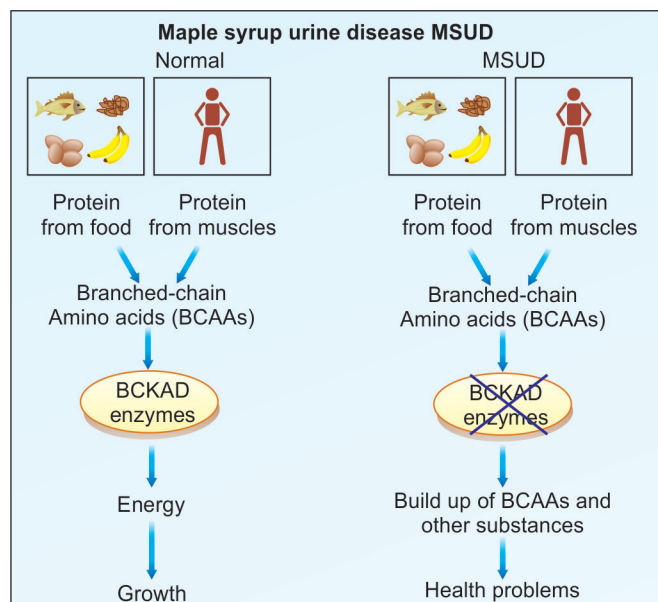 Maple syrup urine disease MSUD
Normal
Protein
from food
Protein
from muscles
Branched-chain
Amino acids (BCAAs)
BCKAD
enzymes
Energy
Growth
MSUD
Protein
from food
Protein
from muscles
Branched-chain
Amino acids (BCAAs)
BCKAD
enzymes
Build up of BCAAs and
other substances
Health problems